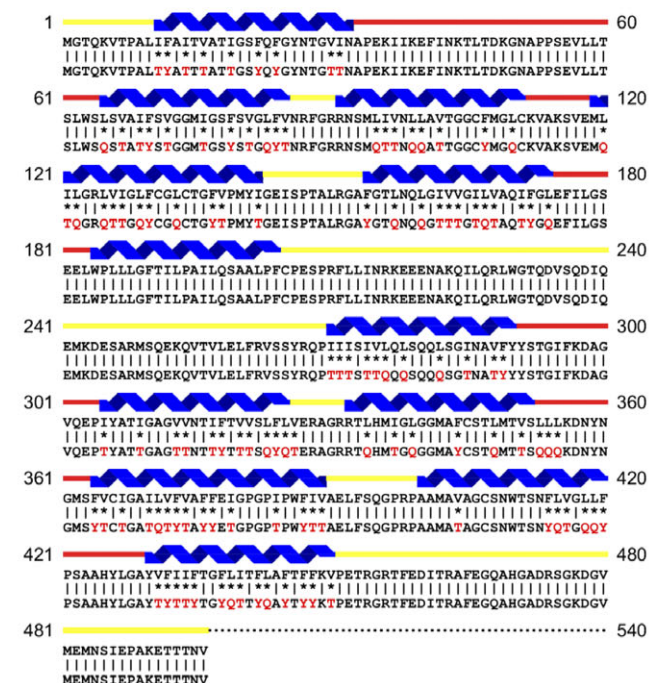 1 60
MGTQKVTPALIFAITVATIGSFQFGYNTGVINAPEKIIKEFINKTLTDKGNAPPSEVLLT
MGTQKVTPALTYATTTATTGSYQYGYNTGTTNAPEKIIKEFINKTLTDKGNAPPSEVLLT
61 120
SLWSLSVAIFSVGGMIGSFSVGLFVNRFGRRNSMLIVNLLAVTGGCFMGLCKVAKSVEML
SLWSQSTATYSTGGMTGSYSTGQYTNRFGRRNSMQTTNQQATTGGCYMGQCKVAKSVEMQ
121 180
ILGRLVIGLFCGLCTGFVPMYIGEISPTALRGAFGTLNQLGIVVGILVAQIFGLEFILGS
TQGRQTTGQYCGQCTGYTPMYTGEISPTALRGAYGTQNQQGTTTGTQTAQTYGQEFILGS
181 240
EELWPLLLGFTILPAILQSAALPFCPESPRFLLINRKEEENAKQILQRLWGTQDVSQDIQ
EELWPLLLGFTILPAILQSAALPFCPESPRFLLINRKEEENAKQILQRLWGTQDVSQDIQ
241 300
EMKDESARMSQEKQVTVLELFRVSSYRQPIIISIVLQLSQQLSGINAVFYYSTGIFKDAG
EMKDESARMSQEKQVTVLELFRVSSYRQPTTTSTTQQQSQQQSGTNATYYYSTGIFKDAG
301 360
VQEPIYATIGAGVVNTIFTVVSLFLVERAGRRTLHMIGLGGMAFCSTLMTVSLLLKDNYN
VQEPTYATTGAGTTNTTYTTTSQYQTERAGRRTQHMTGQGGMAYCSTQMTTSQQQKDNYN
361 420
GMSFVCIGAILVFVAFFEIGPGPIPWFIVAELFSQGPRPAAMAVAGCSNWTSNFLVGLLF
GMSYTCTGATQTYTAYYETGPGPTPWYTTAELFSQGPRPAAMATAGCSNWTSNYQTGQQY
421 480
PSAAHYLGAYVFIIFTGFLITFLAFTFFKVPETRGRTFEDITRAFEGQAHGADRSGKDGV
PSAAHYLGAYTYTTYTGYQTTYQAYTYYKTPETRGRTFEDITRAFEGQAHGADRSGKDGV
481 540
MEMNSIEPAKETTTNV
MEMNSIEPAKETTTNV